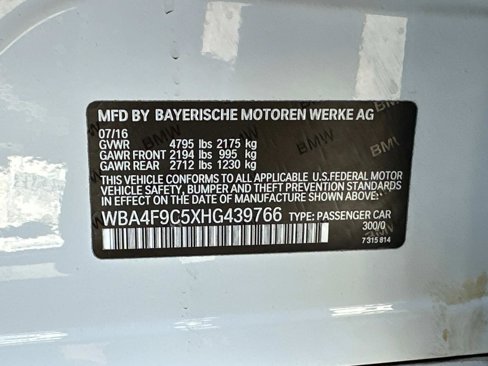 MFD BY BAYERISCHE MOTOREN WERKE AG
07/16
GVWR 4795 lbs 2175 kg
GAWR FRONT 2194 lbs 995 kg
GAWR REAR 2712 lbs 1230 kg
THIS VEHICLE CONFORMS TO ALL APPLICABLE U.S.FEDERAL MOTOR
VEHICLE SAFETY, BUMPER AND THEFT PREVENTION STANDARDS
IN EFFECT ON THE DATE OF MANUFACTURE SHOWN ABOVE.
WBA4F9C5XHG439766 TYPE: PASSENGER CAR
300/0
7 315 814